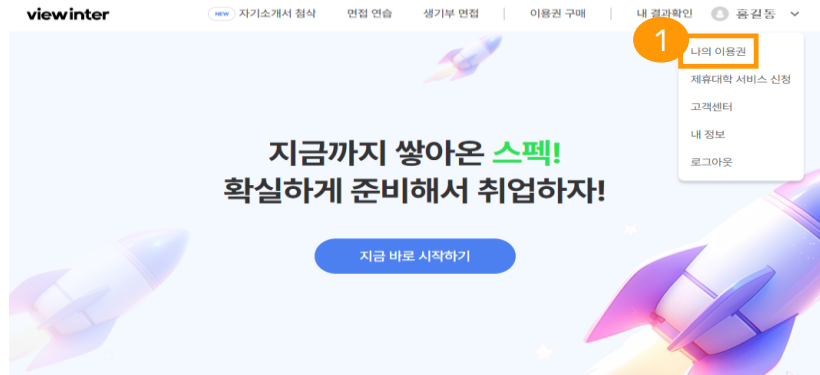 viewinter
NEW 자기소개서 첨삭 면접 연습 생기부 면접 이용권 구매 내 결과확인 홍길동
1
나의 이용권
제휴대학 서비스 신청
고객센터
내 정보
로그아웃
지금까지 쌓아온 스펙!
확실하게 준비해서 취업하자!
지금 바로 시작하기